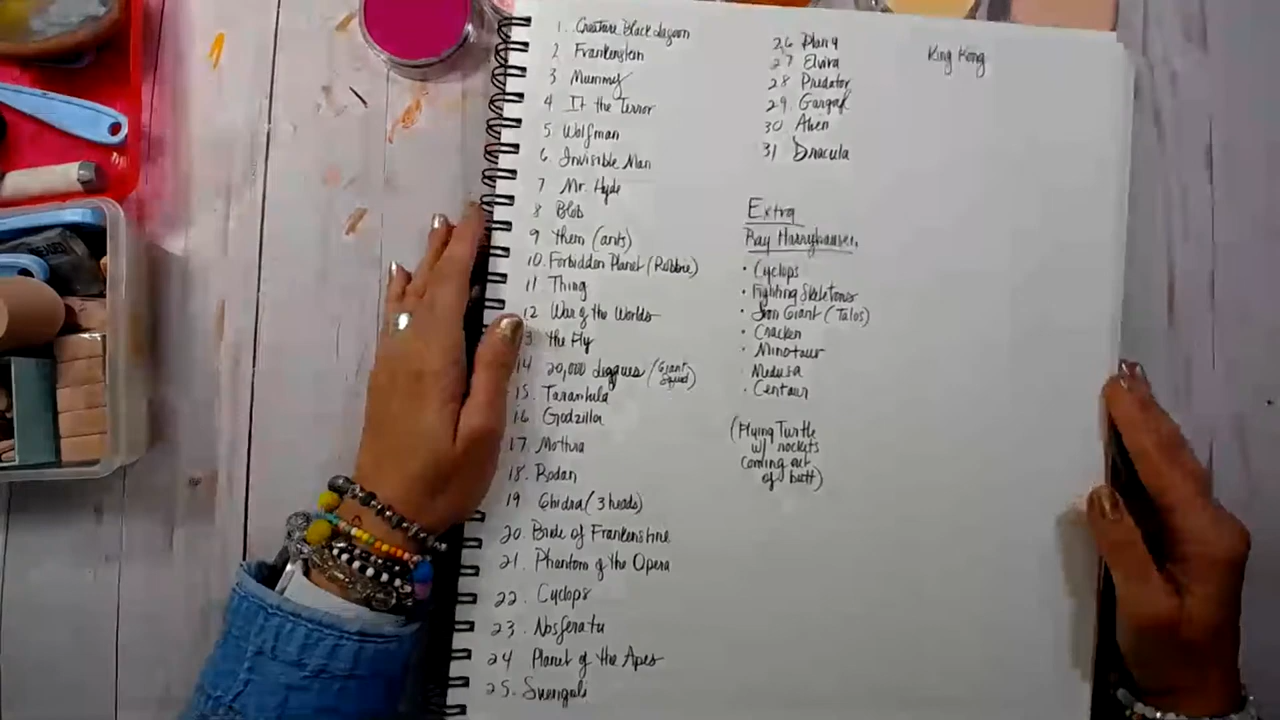 1. Creature Black Lagoon
2 Frankenstein
3 Mummy
4 It the Terror
5 Wolfman
6 Invisible Man
7 Mr. Hyde
8 Blob
9 them (ants)
10. Forbidden Planet (Robbie)
11 Thing
12 War of the Worlds
3 the Fly
14 20,000 Leagues (Giant Squid)
15. Tarantula
16 Godzilla
17 Mothra
18. Rodan
19 Ghidra (3 heads)
20. Bride of Frankenstine
21. Phantom of the Opera
22. Cyclops
23. Nosferatu
24 Planet of the Apes
25. Svengali
26 Plan 9
27 Elvira
28 Predator
29.
30 Alien
31 Dracula
Extra
Ray Harryhausen
• Cyclops
• Fighting Skeletons
• Iron Giant (Talos)
• Cracken
• Minotaur
Medusa
• Centaur
(Flying Turtle
w/ rockets
coming out
of butt)
King Kong